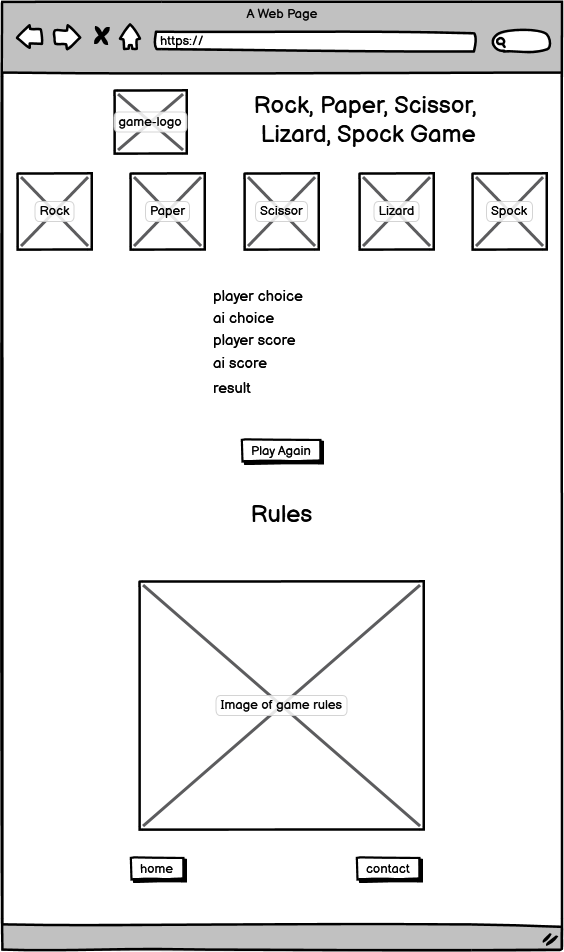 A Web Page
https://
game-logo
Rock, Paper, Scissor,
Lizard, Spock Game
Rock
Paper
Scissor
Lizard
Spock
player choice
ai choice
player score
ai score
result
Play Again
Rules
Image of game rules
home
contact